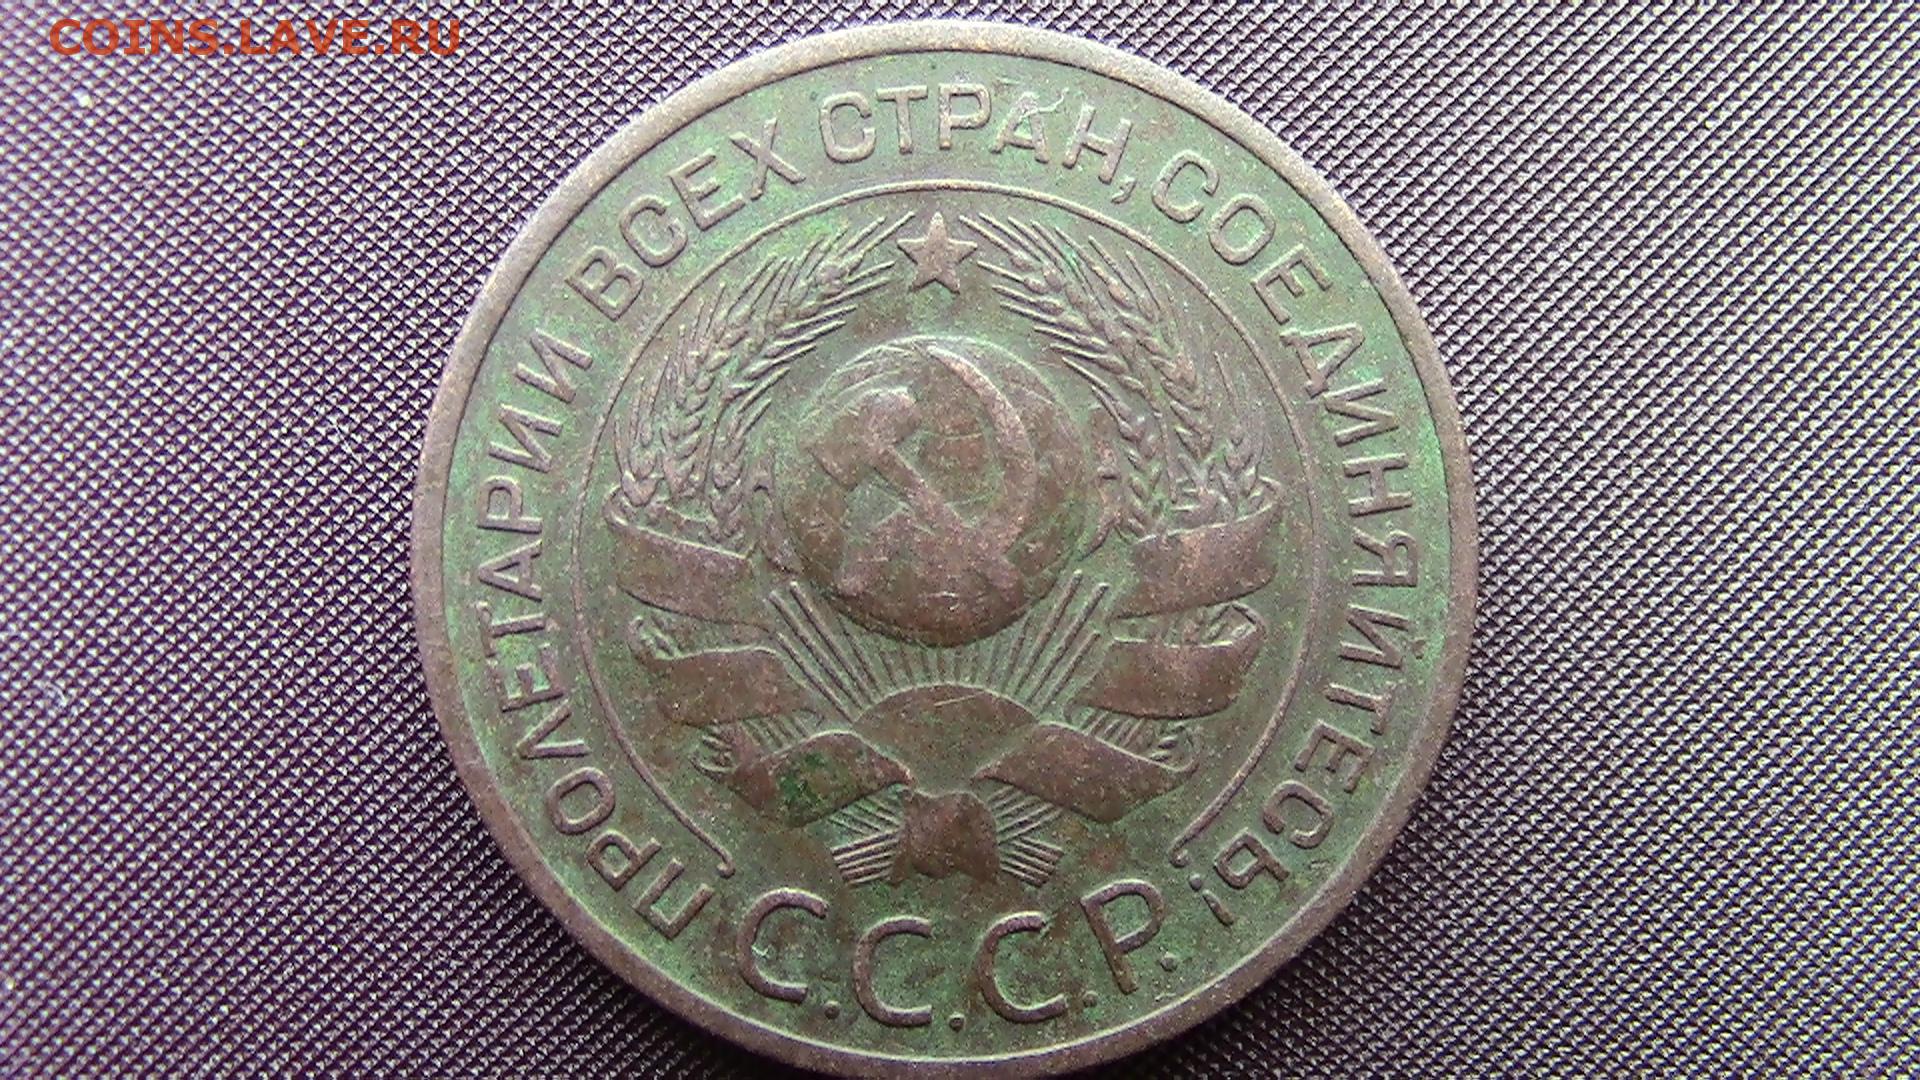 COINS.LAVE.RU
ПРОЛЕТАРИИ ВСЕХ СТРАН, СОЕДИНЯЙТЕСЬ!
С.С.С.Р.